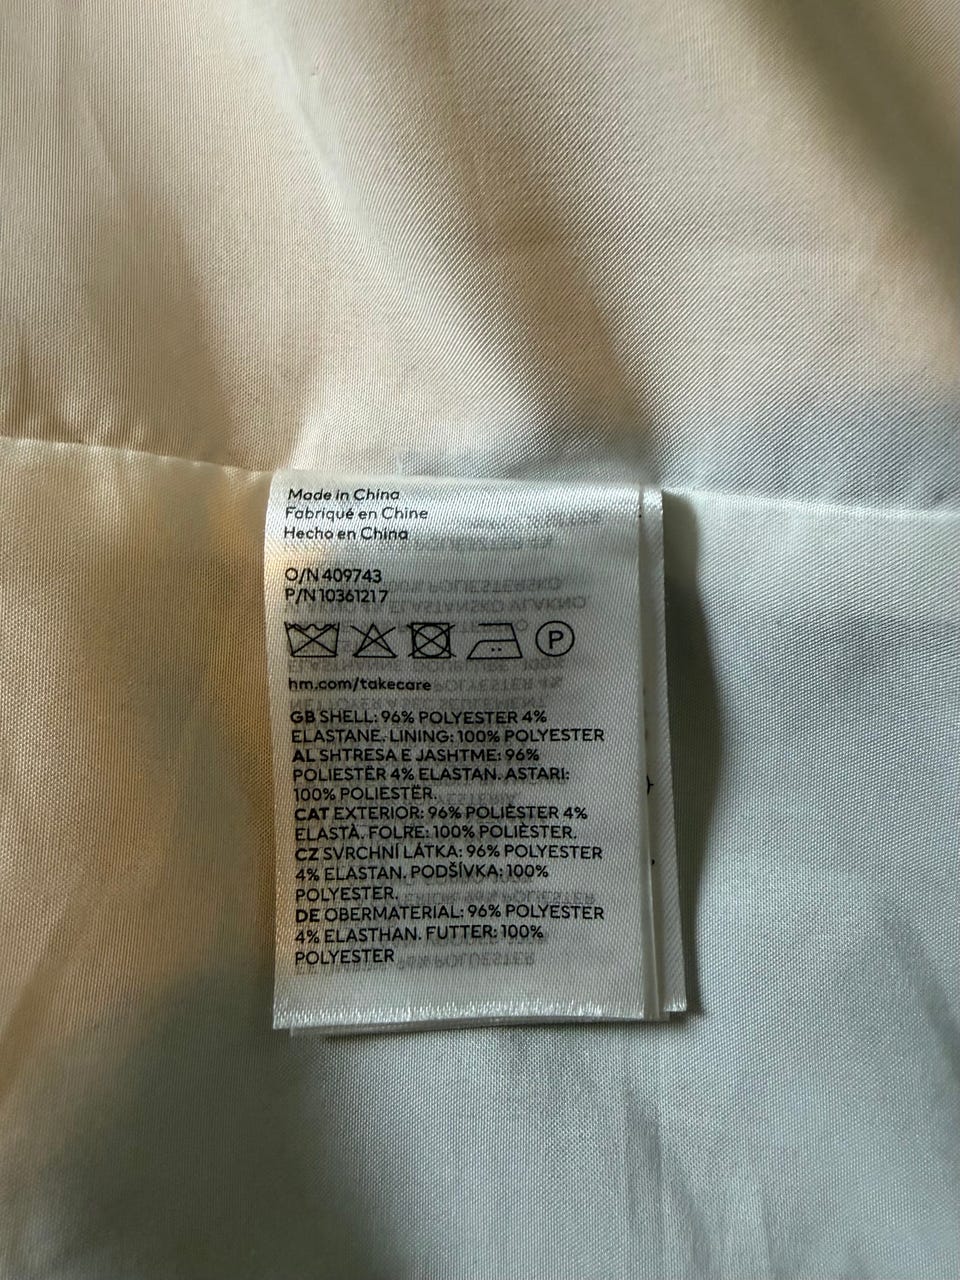 Made in China
Fabriqué en Chine
Hecho en China
O/N 409743
P/N 10361217
P
hm.com/takecare
GB SHELL: 96% POLYESTER 4%
ELASTANE. LINING: 100% POLYESTER
AL SHTRESA E JASHTME: 96%
POLIESTËR 4% ELASTAN. ASTARI:
100% POLIESTËR.
CAT EXTERIOR: 96% POLIÈSTER 4%
ELASTÀ. FOLRE: 100% POLIÈSTER.
CZ SVRCHNÍ LÁTKA: 96% POLYESTER
4% ELASTAN. PODŠÍVKA: 100%
POLYESTER.
DE OBERMATERIAL: 96% POLYESTER
4% ELASTHAN. FUTTER: 100%
POLYESTER